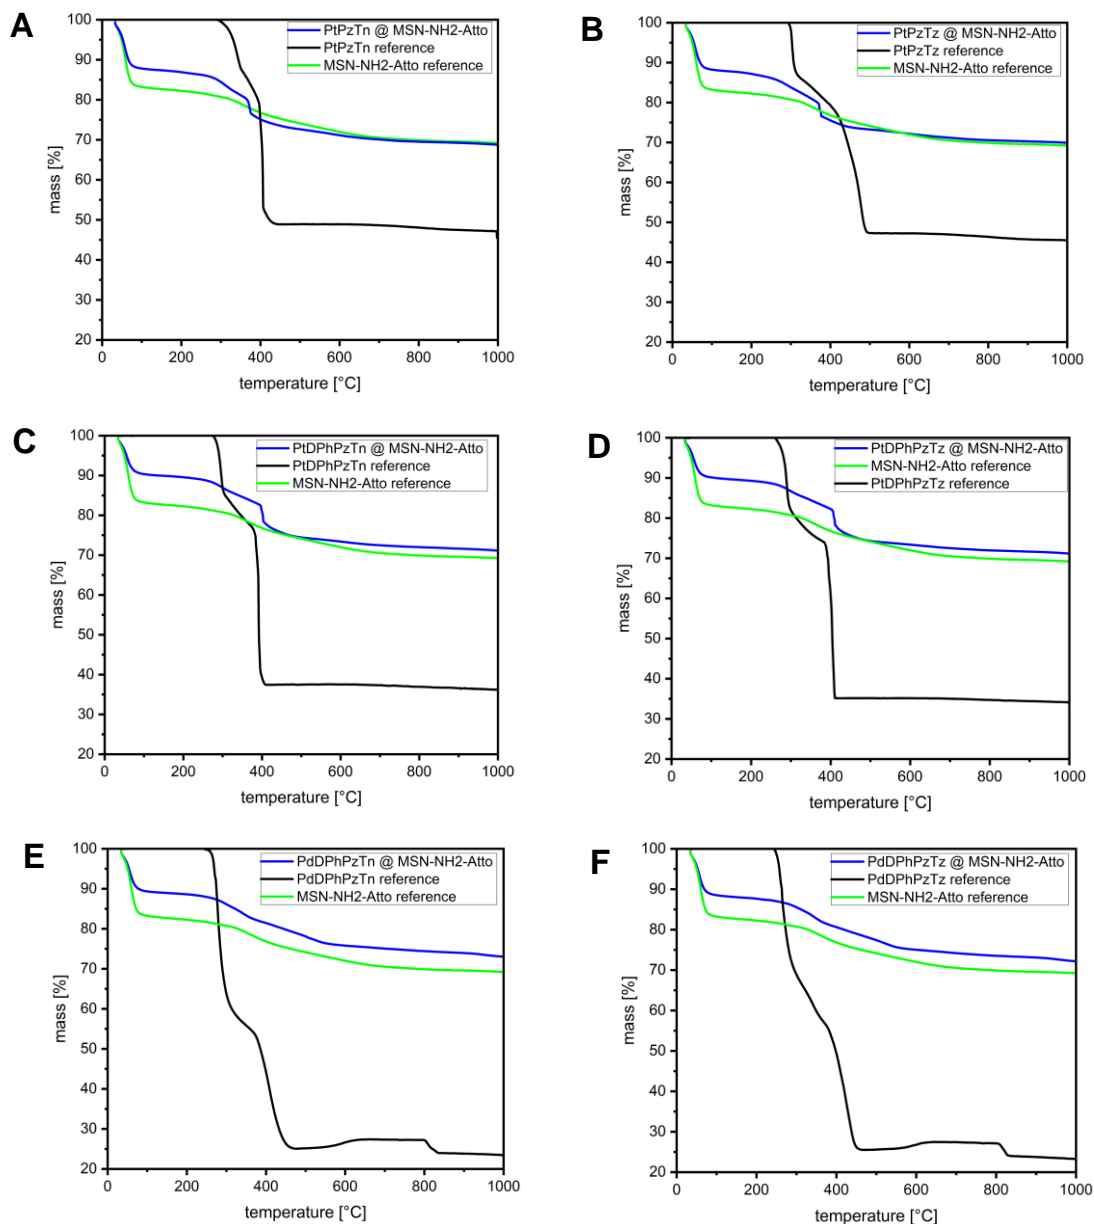 A
PtPzTn @ MSN-NH2-Atto
PtPzTn reference
MSN-NH2-Atto reference
mass [%]
100
90
80
70
60
50
40
30
20
0 200 400 600 800 1000
temperature [°C]
B
PtPzTz @ MSN-NH2-Atto
PtPzTz reference
MSN-NH2-Atto reference
mass [%]
100
90
80
70
60
50
40
30
20
0 200 400 600 800 1000
temperature [°C]
C
PtDPhPzTn @ MSN-NH2-Atto
PtDPhPzTn reference
MSN-NH2-Atto reference
mass [%]
100
90
80
70
60
50
40
30
20
0 200 400 600 800 1000
temperature [°C]
D
PtDPhPzTz @ MSN-NH2-Atto
MSN-NH2-Atto reference
PtDPhPzTz reference
mass [%]
100
90
80
70
60
50
40
30
20
0 200 400 600 800 1000
temperature [°C]
E
PdDPhPzTn @ MSN-NH2-Atto
PdDPhPzTn reference
MSN-NH2-Atto reference
mass [%]
100
90
80
70
60
50
40
30
20
0 200 400 600 800 1000
temperature [°C]
F
PdDPhPzTz @ MSN-NH2-Atto
PdDPhPzTz reference
MSN-NH2-Atto reference
mass [%]
100
90
80
70
60
50
40
30
20
0 200 400 600 800 1000
temperature [°C]